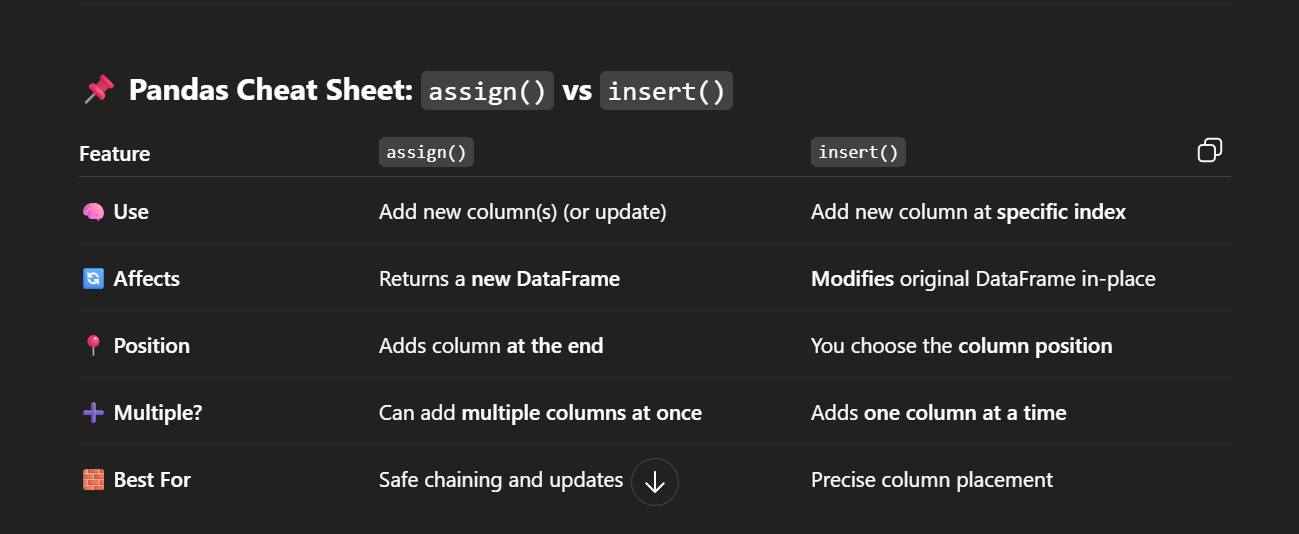 📌 Pandas Cheat Sheet: assign() vs insert()
Feature assign() insert()
🧠 Use Add new column(s) (or update) Add new column at specific index
🔄 Affects Returns a new DataFrame Modifies original DataFrame in-place
📍 Position Adds column at the end You choose the column position
➕ Multiple? Can add multiple columns at once Adds one column at a time
🧱 Best For Safe chaining and updates Precise column placement